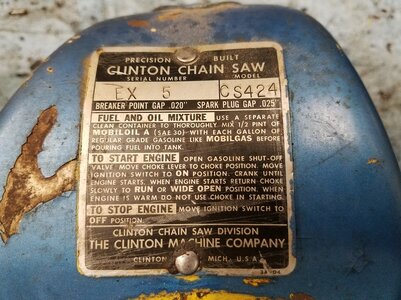 PRECISION BUILT
CLINTON CHAIN SAW
SERIAL NUMBER MODEL
EX 5 CS424
BREAKER POINT GAP .020" SPARK PLUG GAP .025"
FUEL AND OIL MIXTURE USE A SEPARATE
CLEAN CONTAINER TO THOROUGHLY MIX 1/2 PINT OF
MOBILOIL A (SAE 30) WITH EACH GALLON OF
REGULAR GRADE GASOLINE LIKE MOBILGAS BEFORE
POURING FUEL INTO TANK.
TO START ENGINE OPEN GASOLINE SHUT-OFF
VALVE MOVE CHOKE LEVER TO CHOKE POSITION. MOVE
IGNITION SWITCH TO ON POSITION. CRANK UNTIL
ENGINE STARTS. WHEN ENGINE STARTS RETURN CHOKE
SLOWLY TO RUN OR WIDE OPEN POSITION. WHEN
ENGINE IS WARM DO NOT USE CHOKE IN STARTING.
TO STOP ENGINE MOVE IGNITION SWITCH TO
OFF POSITION.
CLINTON CHAIN SAW DIVISION
THE CLINTON MACHINE COMPANY
CLINTON MICH. U.S.A.